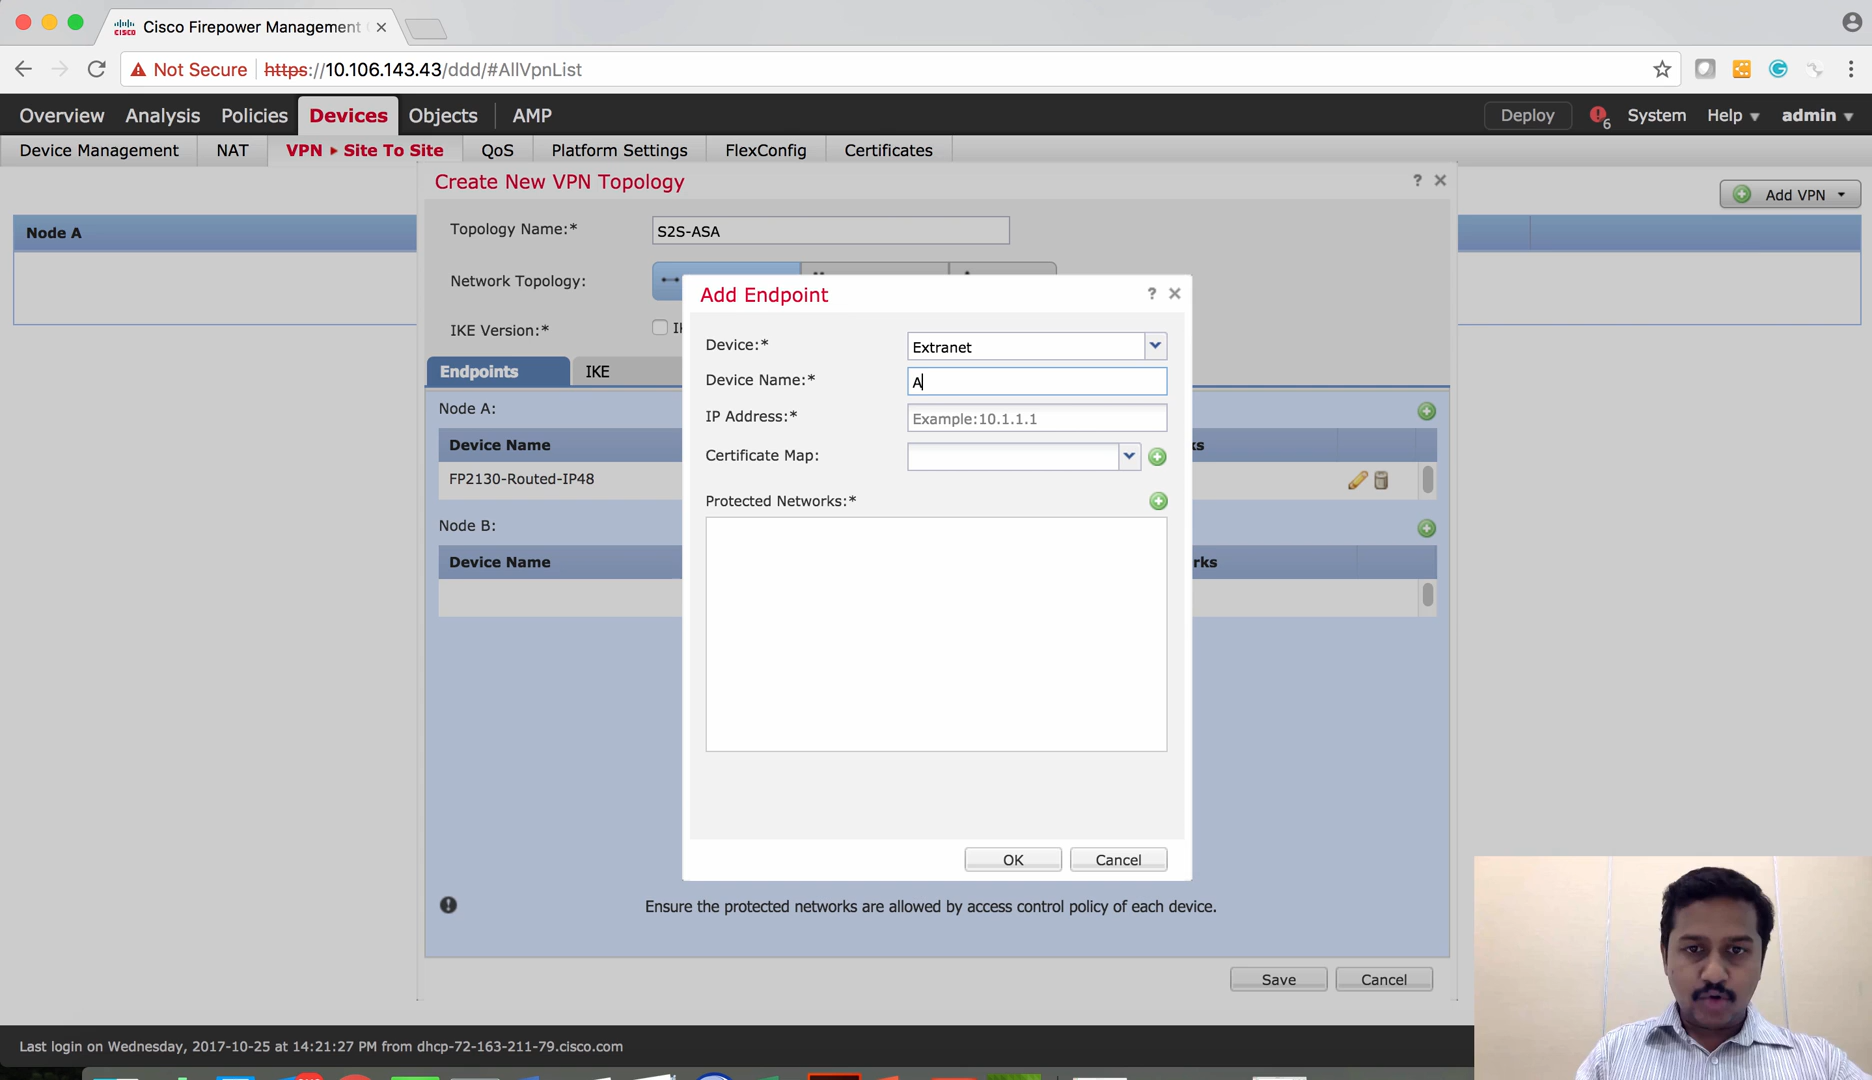 Cisco Firepower Management
Not Secure https://10.106.143.43/ddd/#AllVpnList
Overview Analysis Policies Devices Objects AMP Deploy 6 System Help admin
Device Management NAT VPN ▸ Site To Site QoS Platform Settings FlexConfig Certificates
Create New VPN Topology ?
Add VPN
Node A
Topology Name:* S2S-ASA
Network Topology:
IKE Version:*
Add Endpoint ?
Device:* Extranet
Device Name:* A
IP Address:* Example:10.1.1.1
Certificate Map:
Protected Networks:*
OK Cancel
Endpoints IKE
Node A:
Device Name
FP2130-Routed-IP48
Node B:
Device Name
Ensure the protected networks are allowed by access control policy of each device.
Save Cancel
Last login on Wednesday, 2017-10-25 at 14:21:27 PM from dhcp-72-163-211-79.cisco.com